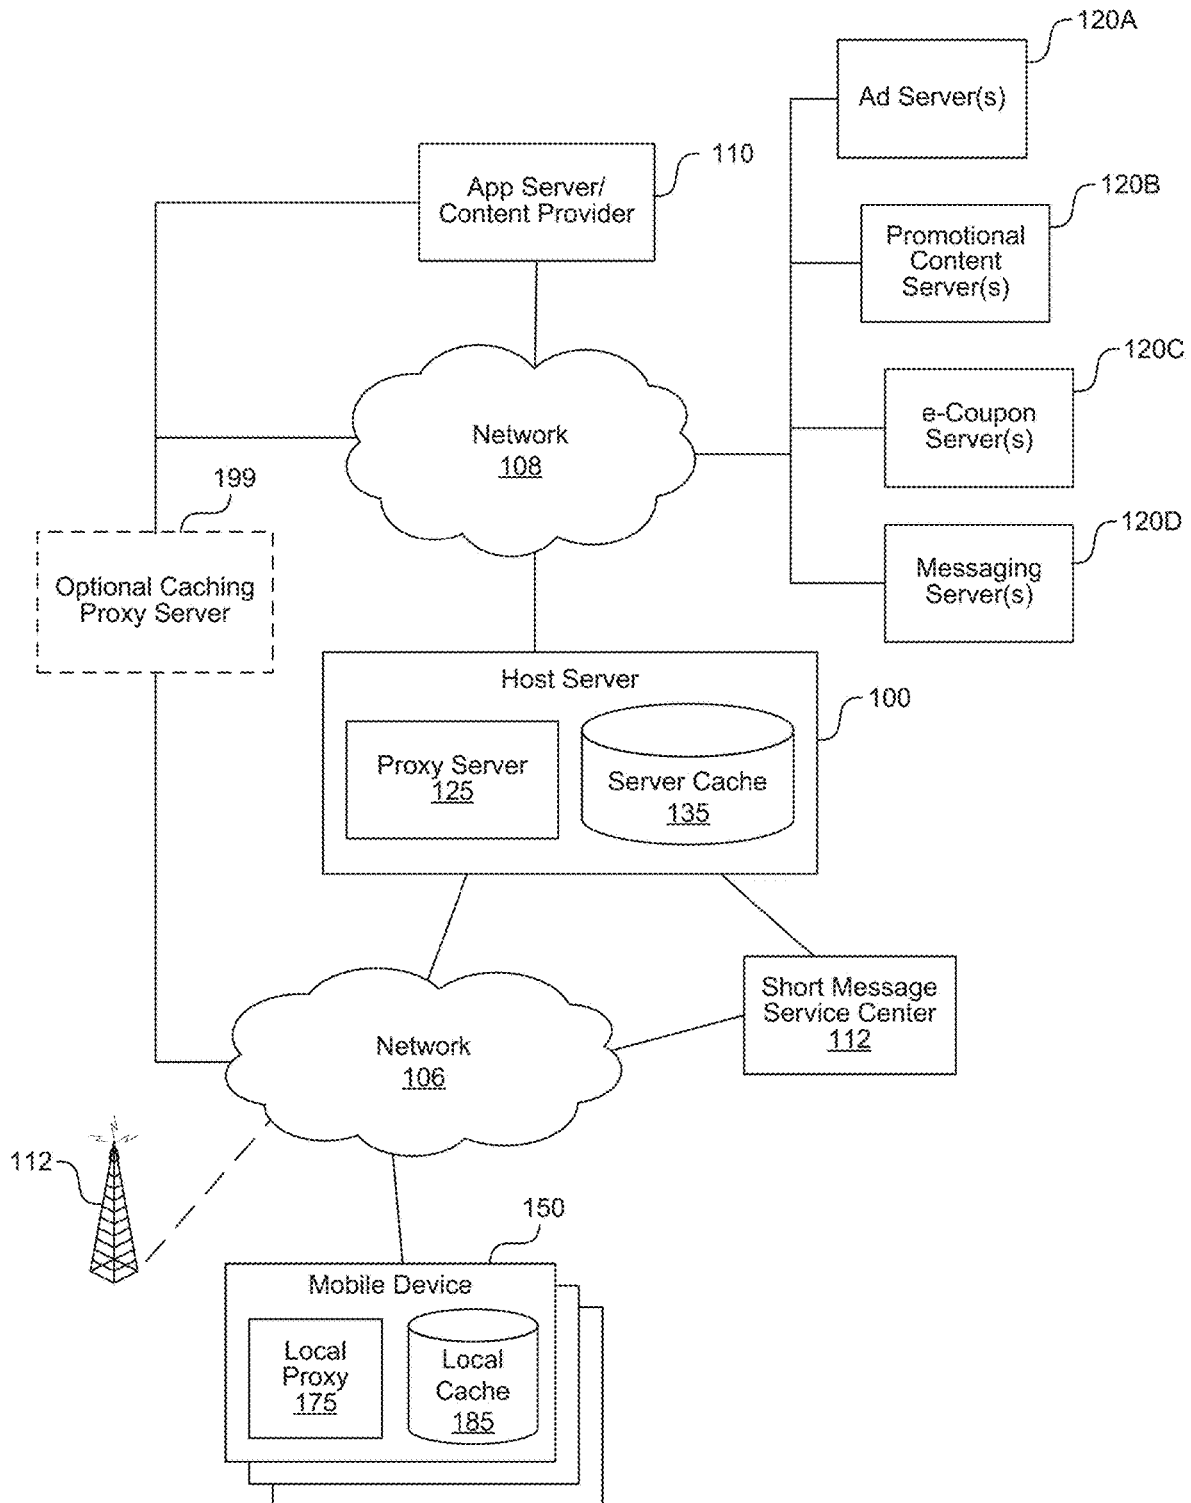 120A
Ad Server(s)
110
App Server/
Content Provider
120B
Promotional
Content
Server(s)
120C
e-Coupon
Server(s)
Network
108
199
Optional Caching
Proxy Server
120D
Messaging
Server(s)
Host Server
100
Proxy Server
125
Server Cache
135
Short Message
Service Center
112
Network
106
112
150
Mobile Device
Local
Proxy
175
Local
Cache
185